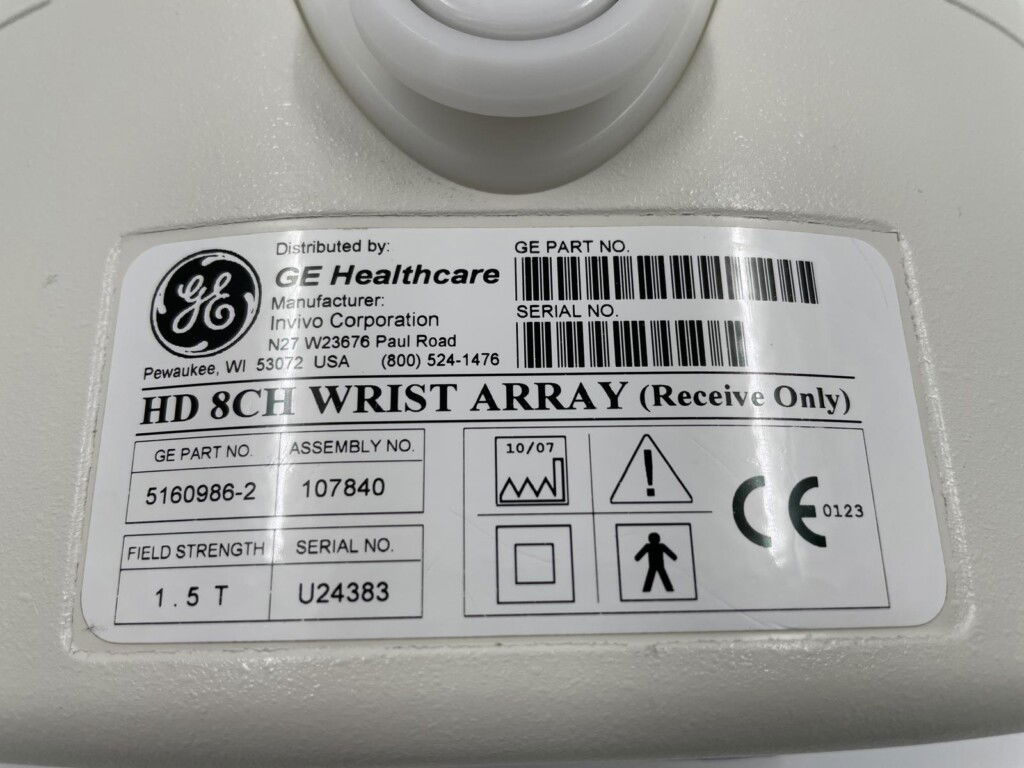 GE
Distributed by:
GE Healthcare
Manufacturer:
Invivo Corporation
N27 W23676 Paul Road
Pewaukee, WI 53072 USA (800) 524-1476
GE PART NO.
SERIAL NO.
HD 8CH WRIST ARRAY (Receive Only)
GE PART NO. ASSEMBLY NO.
5160986-2 107840
FIELD STRENGTH SERIAL NO.
1.5 T U24383
10/07
!
CE 0123